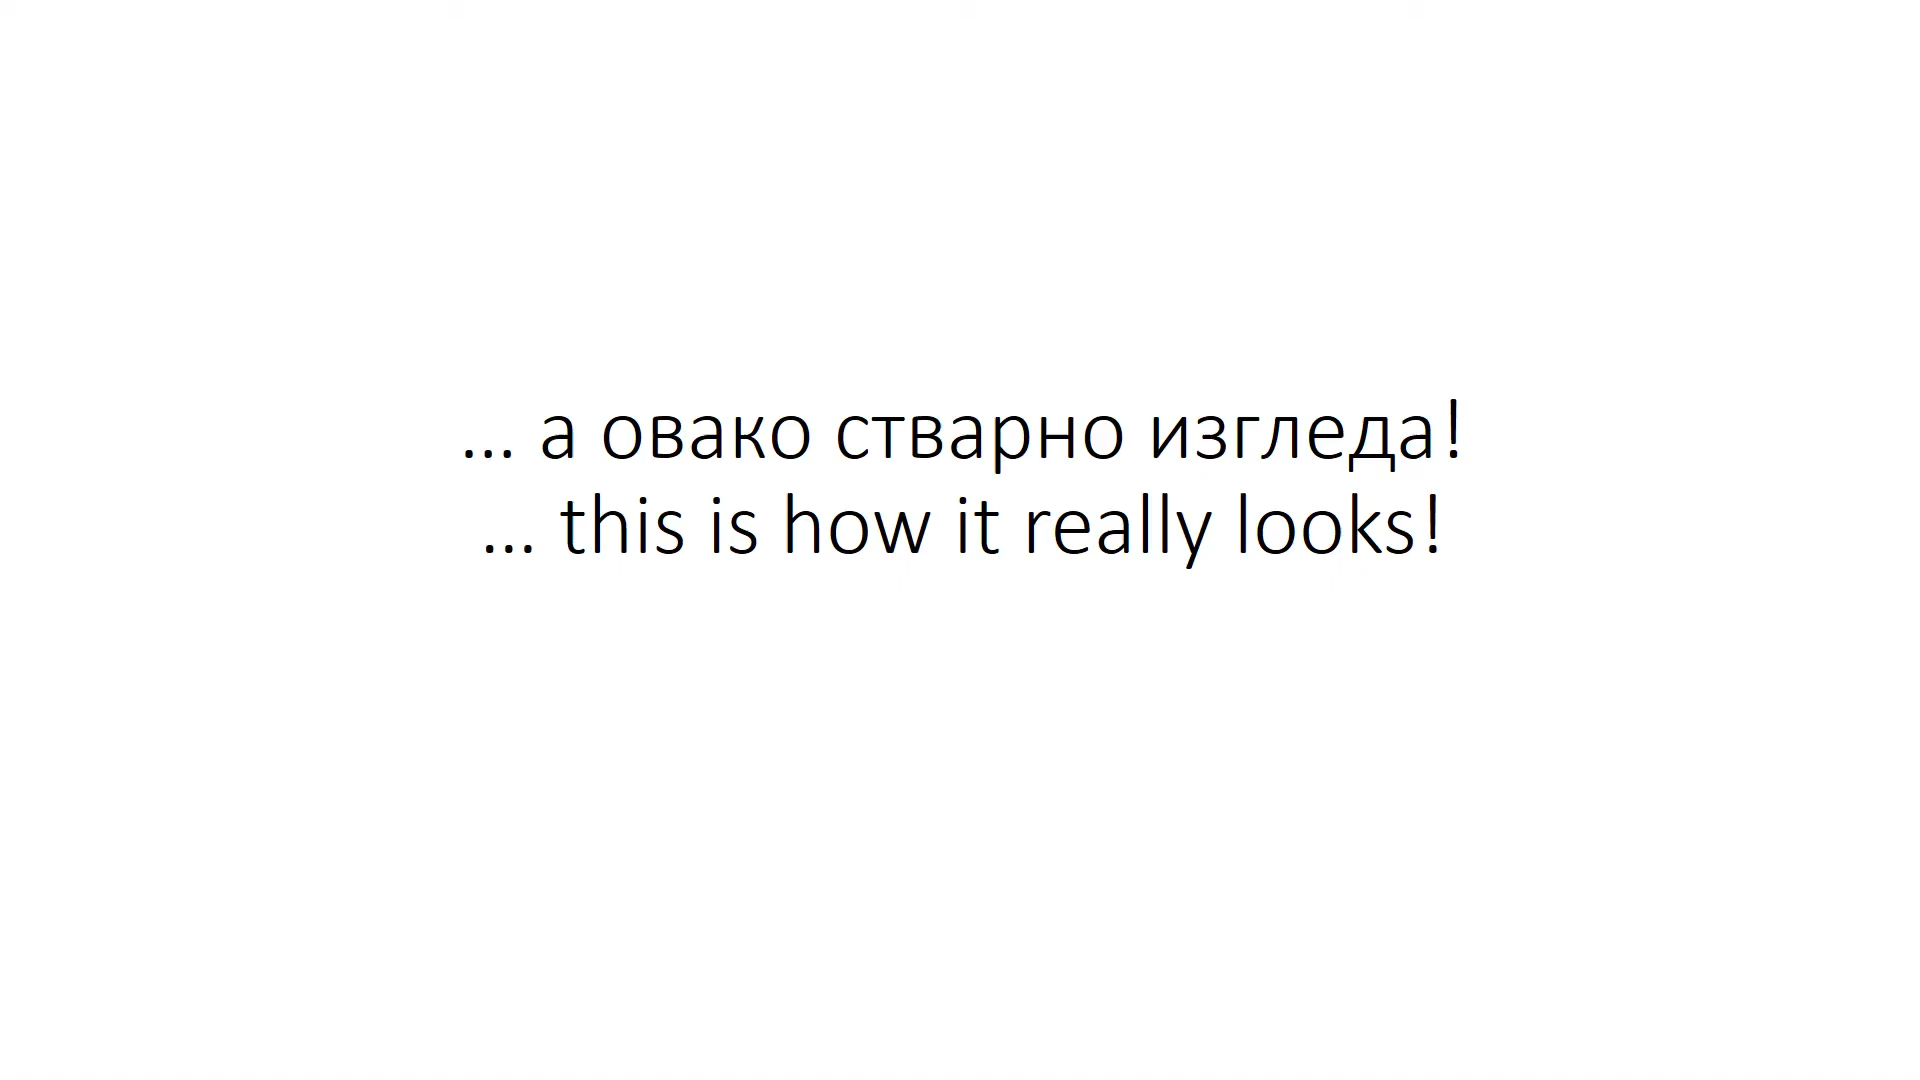 ... а овако стварно изгледа!
... this is how it really looks!